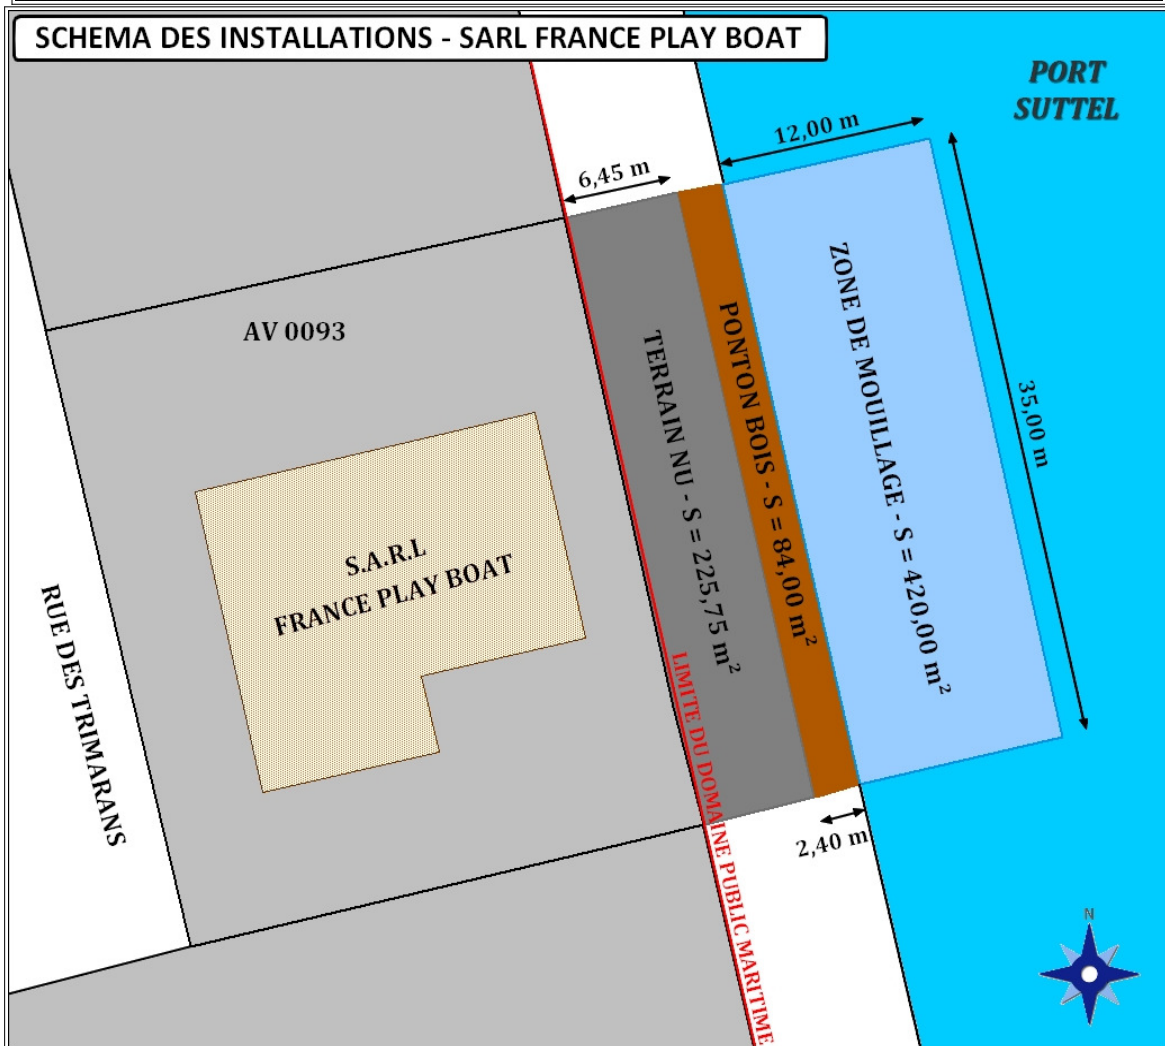 SCHEMA DES INSTALLATIONS - SARL FRANCE PLAY BOAT
PORT
SUTTEL
12,00 m
6,45 m
AV 0093
ZONE DE MOUILLAGE - S = 420,00 m²
PONTON BOIS - S = 84,00 m²
TERRAIN NU - S = 225,75 m²
35,00 m
S.A.R.L
FRANCE PLAY BOAT
RUE DES TRIMARANS
LIMITE DU DOMAINE PUBLIC MARITIME
2,40 m
N